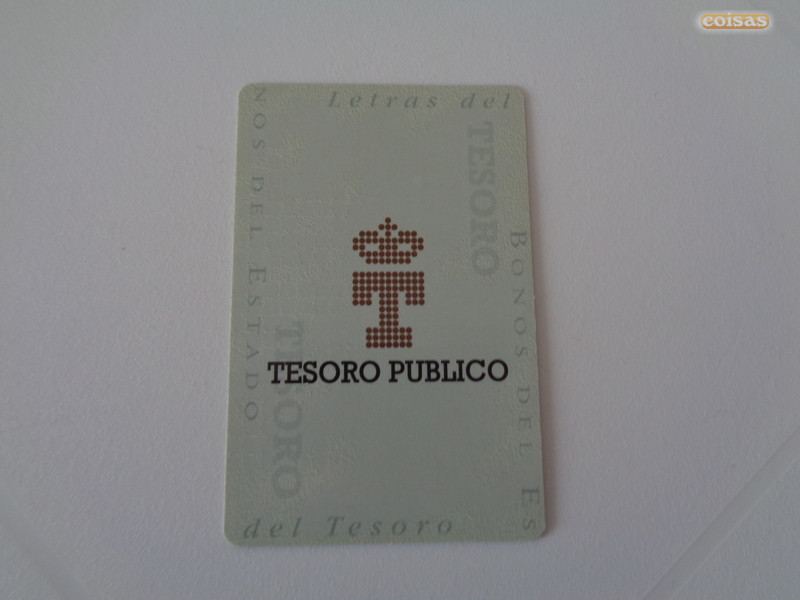 coisas
Letras del
NOS DEL ESTADO
TESORO
BONOS DEL ES
TESORO
TESORO PUBLICO
del Tesoro